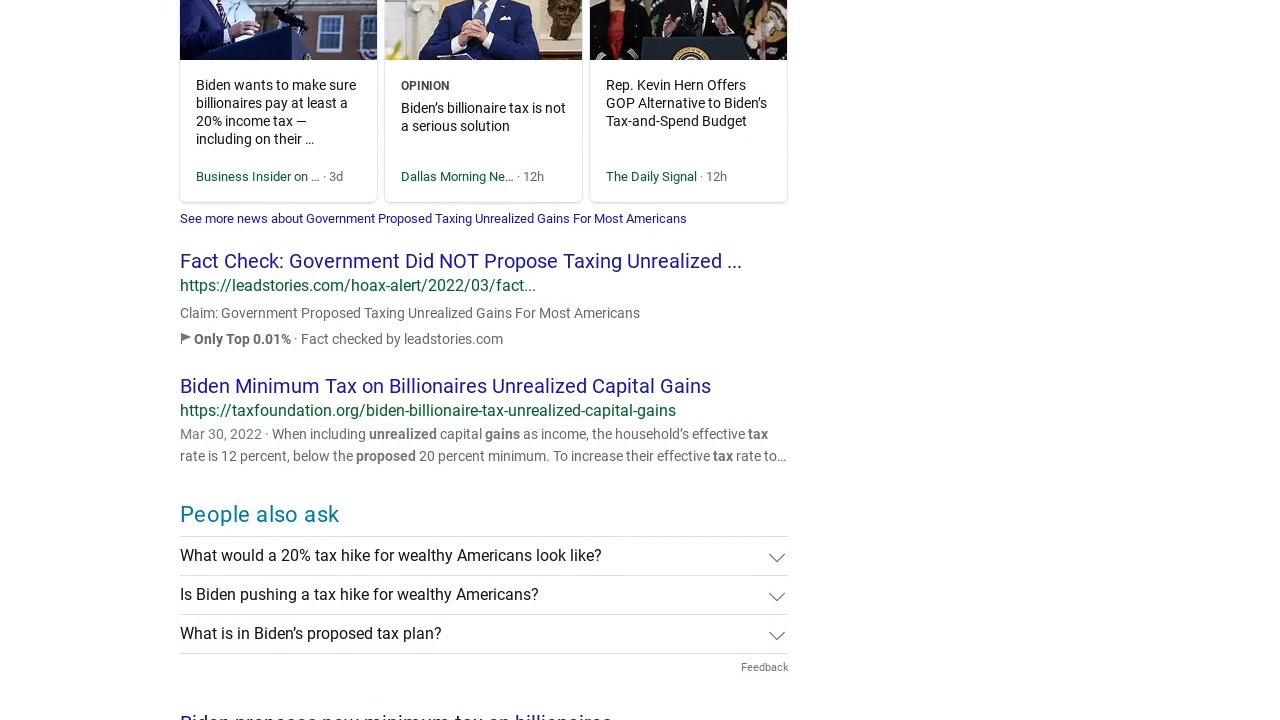 Biden wants to make sure
billionaires pay at least a
20% income tax —
including on their ...
Business Insider on ... · 3d
OPINION
Biden’s billionaire tax is not
a serious solution
Dallas Morning Ne... · 12h
Rep. Kevin Hern Offers
GOP Alternative to Biden’s
Tax-and-Spend Budget
The Daily Signal · 12h
See more news about Government Proposed Taxing Unrealized Gains For Most Americans
Fact Check: Government Did NOT Propose Taxing Unrealized ...
https://leadstories.com/hoax-alert/2022/03/fact...
Claim: Government Proposed Taxing Unrealized Gains For Most Americans
Only Top 0.01% · Fact checked by leadstories.com
Biden Minimum Tax on Billionaires Unrealized Capital Gains
https://taxfoundation.org/biden-billionaire-tax-unrealized-capital-gains
Mar 30, 2022 · When including unrealized capital gains as income, the household’s effective tax
rate is 12 percent, below the proposed 20 percent minimum. To increase their effective tax rate to...
People also ask
What would a 20% tax hike for wealthy Americans look like?
Is Biden pushing a tax hike for wealthy Americans?
What is in Biden’s proposed tax plan?
Feedback
Biden proposes new minimum tax on billionaires